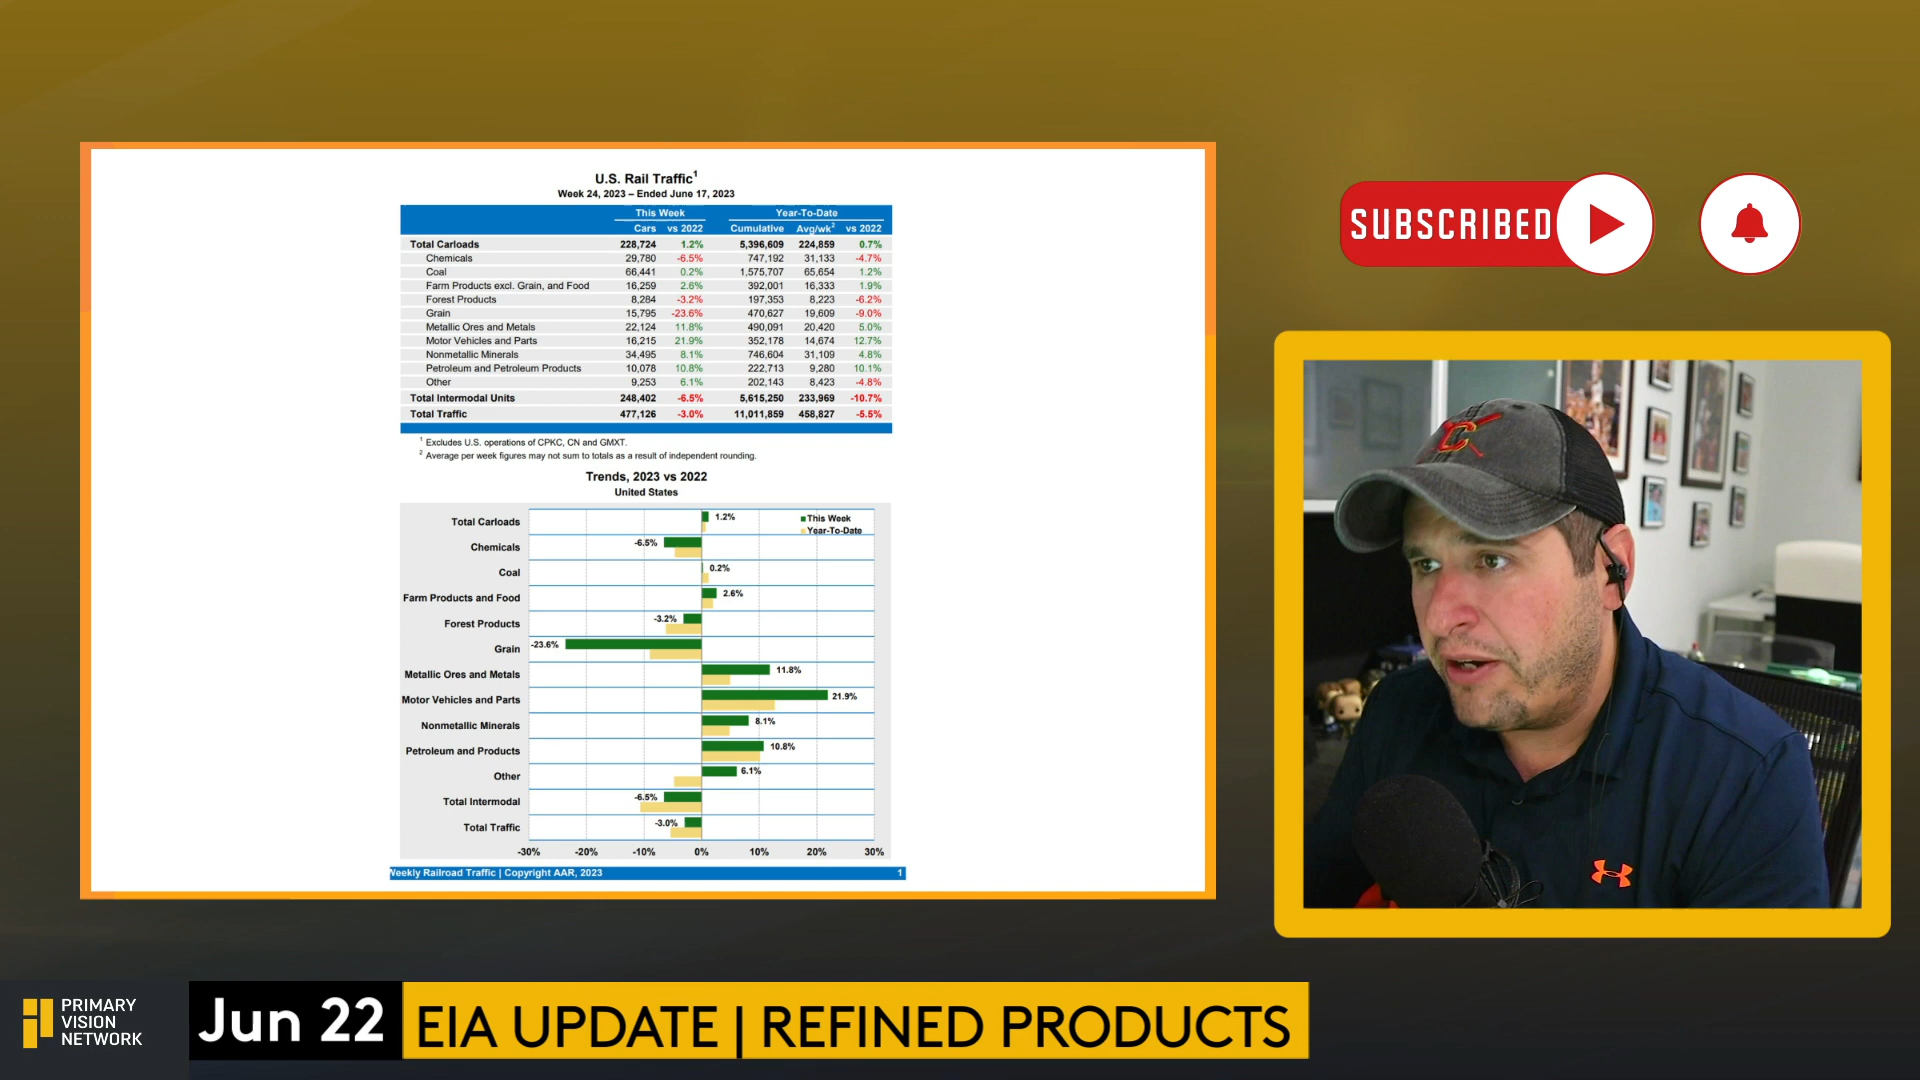 U.S. Rail Traffic1
Week 24, 2023 – Ended June 17, 2023
This Week Year-To-Date
Cars vs 2022 Cumulative Avg/wk2 vs 2022
Total Carloads 228,724 1.2% 5,396,609 224,859 0.7%
Chemicals 29,780 -6.5% 747,192 31,133 -4.7%
Coal 66,441 0.2% 1,575,707 65,654 1.2%
Farm Products excl. Grain, and Food 16,259 2.6% 392,001 16,333 1.9%
Forest Products 8,284 -3.2% 197,353 8,223 -6.2%
Grain 15,795 -23.6% 470,627 19,609 -9.0%
Metallic Ores and Metals 22,124 11.8% 490,091 20,420 5.0%
Motor Vehicles and Parts 16,215 21.9% 352,178 14,674 12.7%
Nonmetallic Minerals 34,495 8.1% 746,604 31,109 4.8%
Petroleum and Petroleum Products 10,078 10.8% 222,713 9,280 10.1%
Other 9,253 6.1% 202,143 8,423 -4.8%
Total Intermodal Units 248,402 -6.5% 5,615,250 233,969 -10.7%
Total Traffic 477,126 -3.0% 11,011,859 458,827 -5.5%
1 Excludes U.S. operations of CPKC, CN and GMXT.
2 Average per week figures may not sum to totals as a result of independent rounding.
Trends, 2023 vs 2022
United States
Total Carloads 1.2%
This Week
Year-To-Date
Chemicals -6.5%
Coal 0.2%
Farm Products and Food 2.6%
Forest Products -3.2%
Grain -23.6%
Metallic Ores and Metals 11.8%
Motor Vehicles and Parts 21.9%
Nonmetallic Minerals 8.1%
Petroleum and Products 10.8%
Other 6.1%
Total Intermodal -6.5%
Total Traffic -3.0%
-30% -20% -10% 0% 10% 20% 30%
Weekly Railroad Traffic | Copyright AAR, 2023 1
SUBSCRIBED
C
PRIMARY
VISION
NETWORK
Jun 22
EIA UPDATE | REFINED PRODUCTS